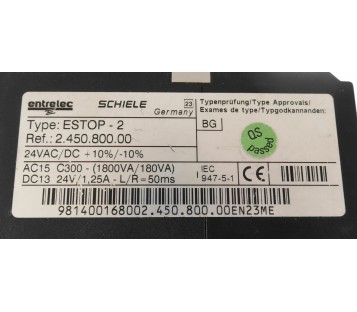 entrelec SCHIELE 23 Germany
Typenprüfung/Type Approvals/
Exames de type/Typgodkannanden:
Type: ESTOP - 2
BG
QS
passed
Ref.: 2.450.800.00
24VAC/DC +10%/-10%
AC15 C300 - (1800VA/180VA)
DC13 24V/1,25A - L/R=50ms
IEC
947-5-1
CE
981400168002.450.800.00EN23ME